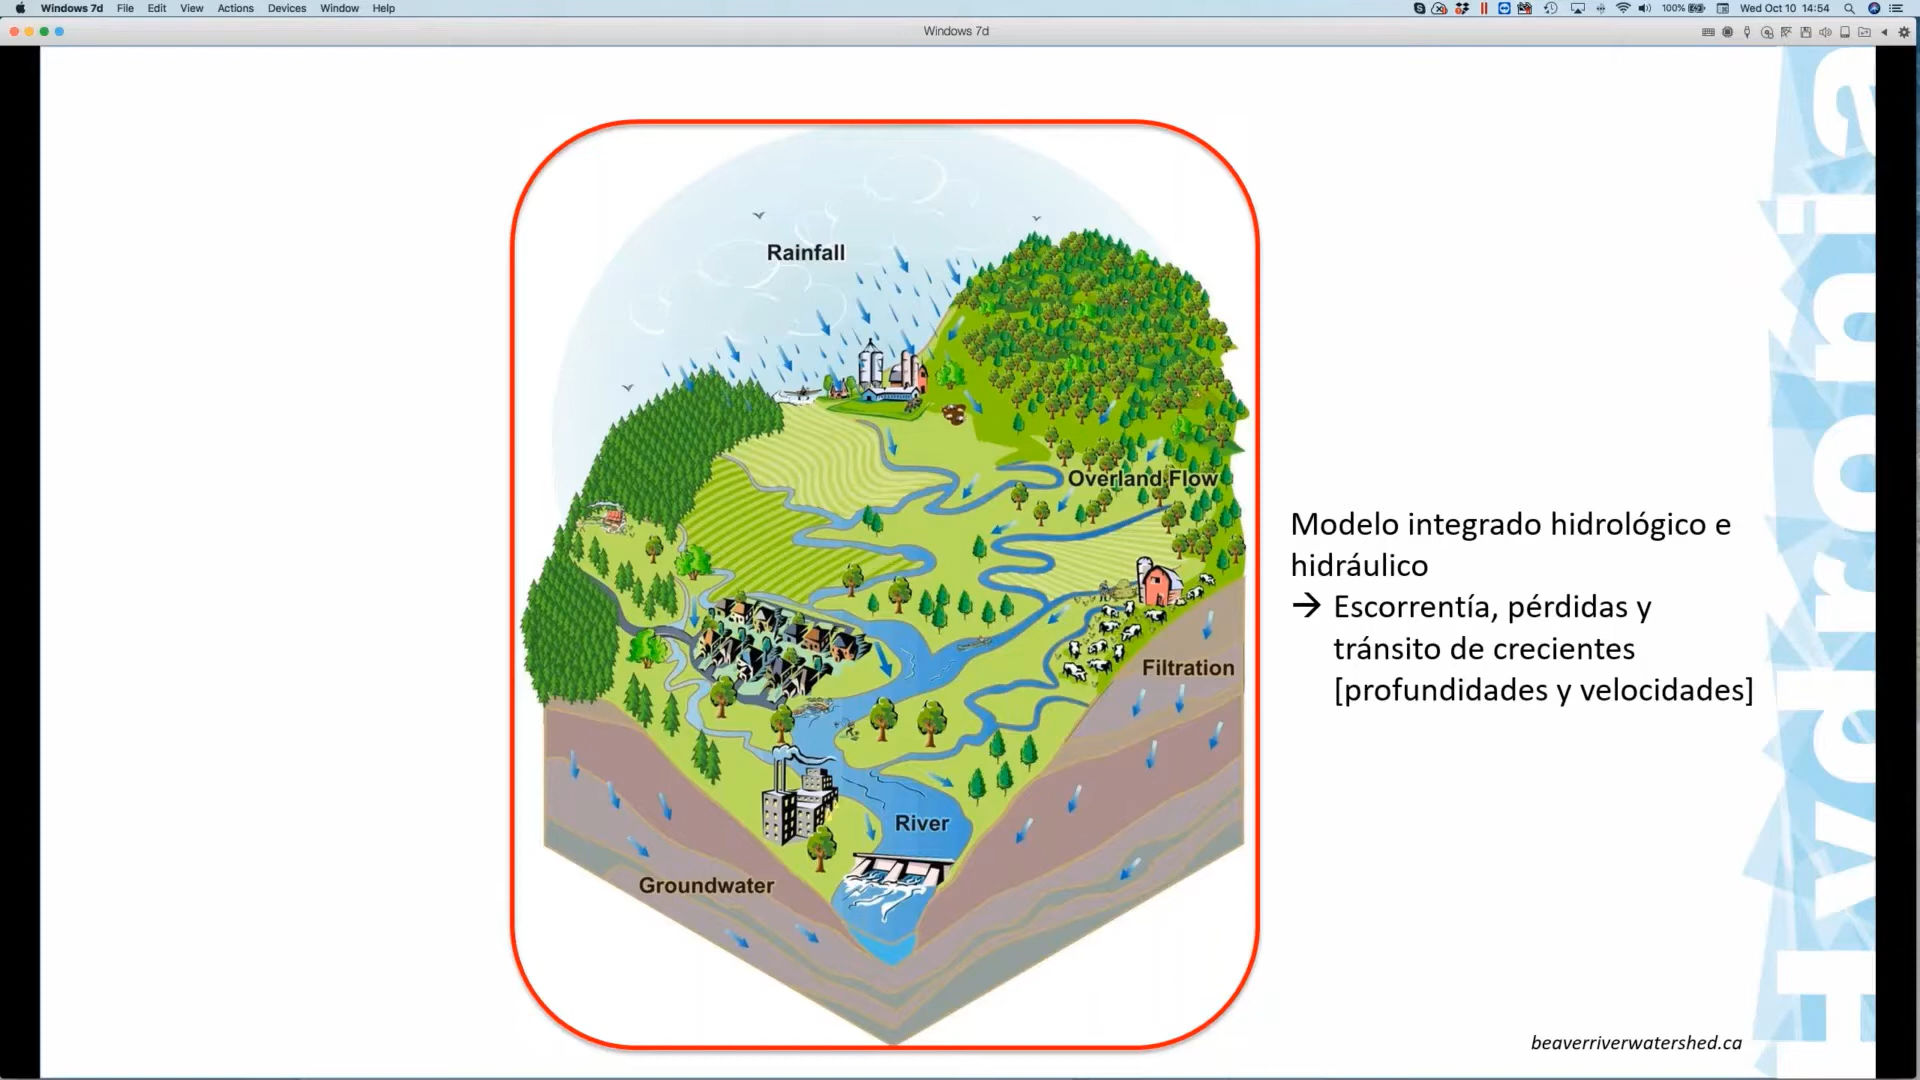 Windows 7d File Edit View Actions Devices Window Help
100% Wed Oct 10 14:54
Windows 7d
Rainfall
Overland Flow
Modelo integrado hidrológico e
hidráulico
→ Escorrentía, pérdidas y
tránsito de crecientes
[profundidades y velocidades]
Filtration
River
Groundwater
beaverriverwatershed.ca
Hydronia